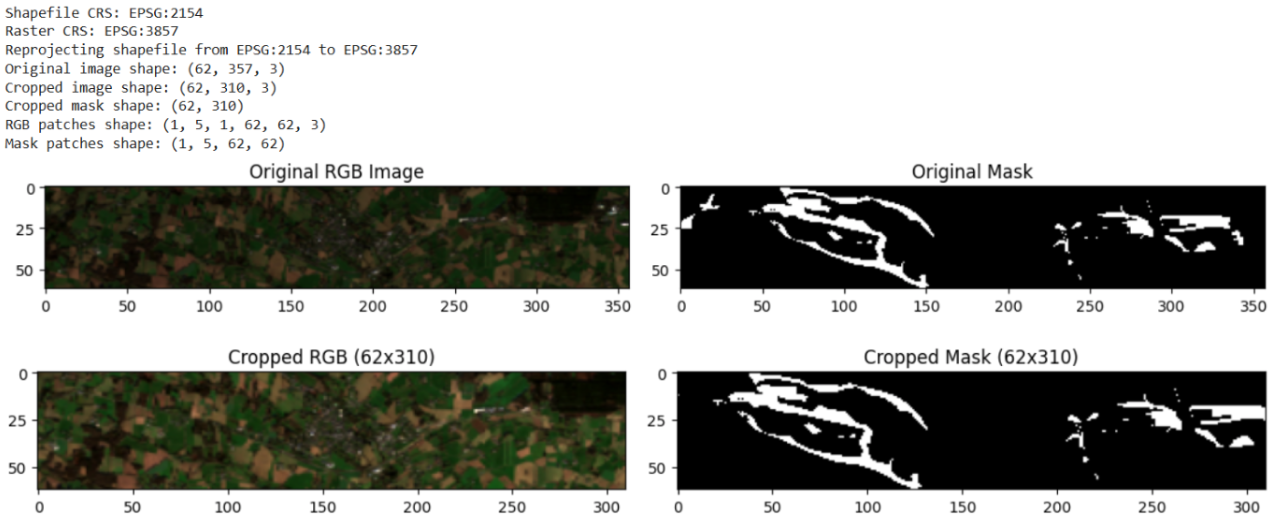 Shapefile CRS: EPSG:2154
Raster CRS: EPSG:3857
Reprojecting shapefile from EPSG:2154 to EPSG:3857
Original image shape: (62, 357, 3)
Cropped image shape: (62, 310, 3)
Cropped mask shape: (62, 310)
RGB patches shape: (1, 5, 1, 62, 62, 3)
Mask patches shape: (1, 5, 62, 62)
Original RGB Image
0
25
50
0 50 100 150 200 250 300 350
Original Mask
0
25
50
0 50 100 150 200 250 300 350
Cropped RGB (62x310)
0
25
50
0 50 100 150 200 250 300
Cropped Mask (62x310)
0
25
50
0 50 100 150 200 250 300